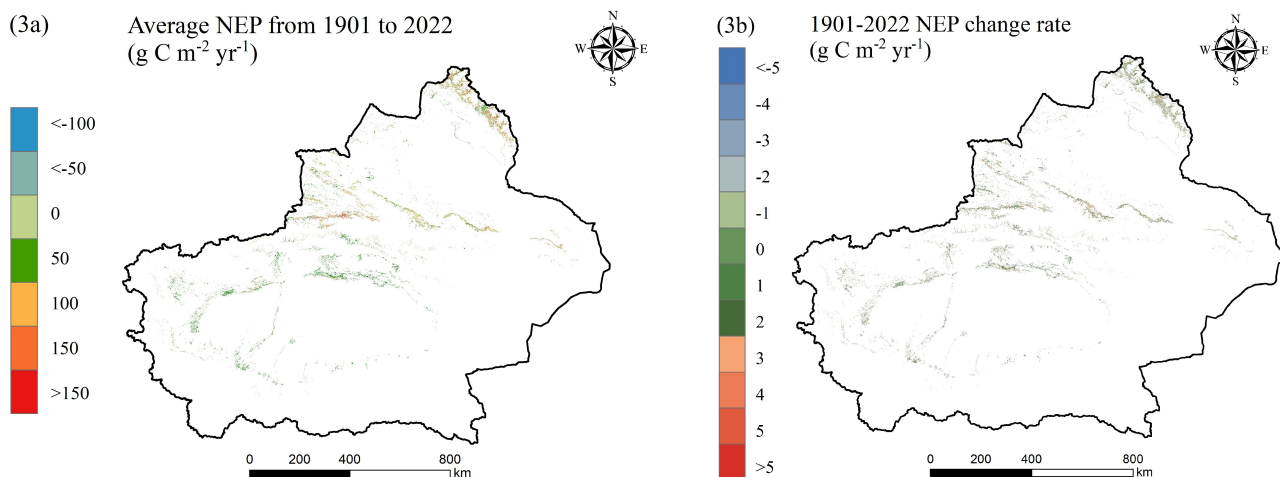 (3a)
Average NEP from 1901 to 2022
(g C m-2 yr-1)
N
W
E
S
<-100
<-50
0
50
100
150
>150
0
200
400
800
km
(3b)
1901-2022 NEP change rate
(g C m-2 yr-1)
N
W
E
S
<-5
-4
-3
-2
-1
0
1
2
3
4
5
>5
0
200
400
800
km